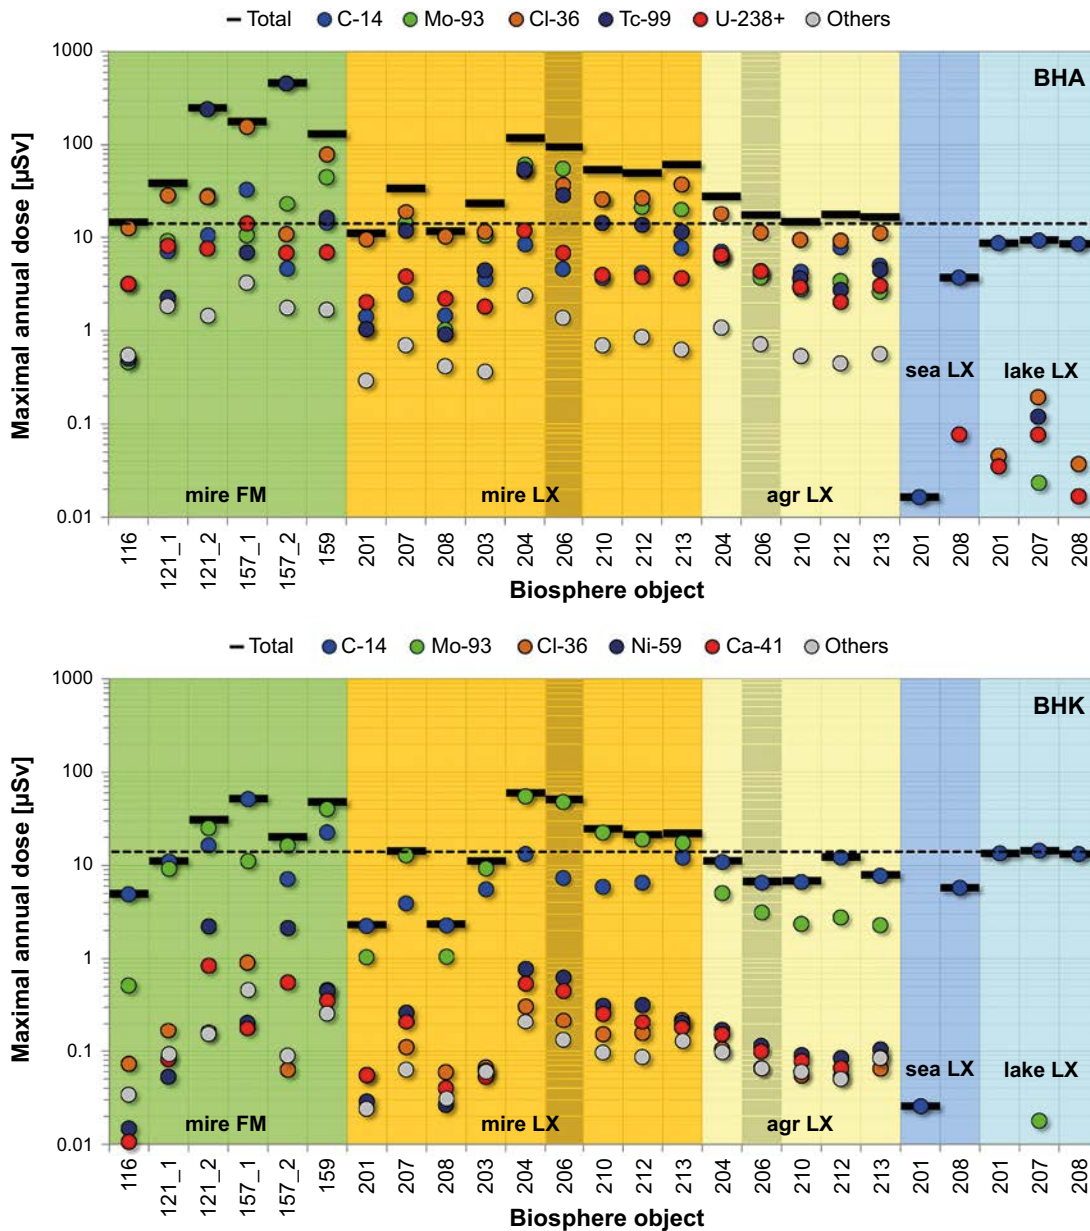 Total C-14 Mo-93 Cl-36 Tc-99 U-238+ Others
Maximal annual dose [µSv]
1000
100
10
1
0.1
0.01
BHA
sea LX
lake LX
mire FM
mire LX
agr LX
116 121_1 121_2 157_1 157_2 159 201 207 208 203 204 206 210 212 213 204 206 210 212 213 201 208 201 207 208
Biosphere object
Total C-14 Mo-93 Cl-36 Ni-59 Ca-41 Others
Maximal annual dose [µSv]
1000
100
10
1
0.1
0.01
BHK
sea LX
lake LX
mire FM
mire LX
agr LX
116 121_1 121_2 157_1 157_2 159 201 207 208 203 204 206 210 212 213 204 206 210 212 213 201 208 201 207 208
Biosphere object